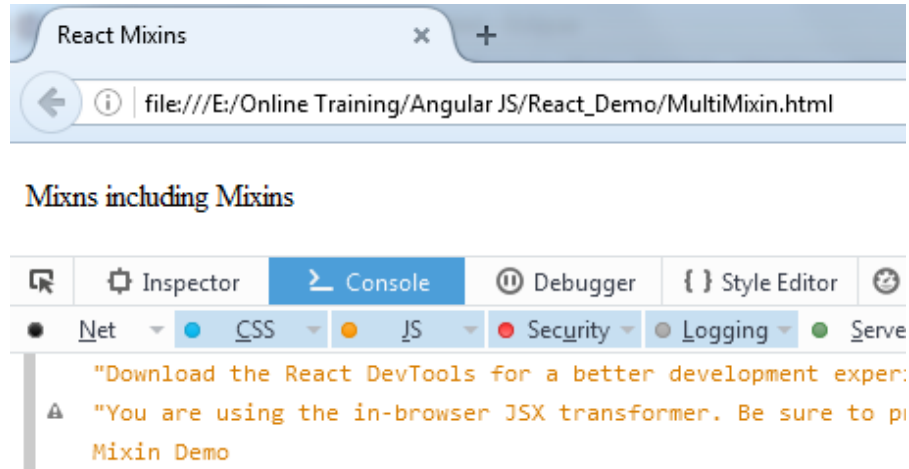 React Mixins
file:///E:/Online Training/Angular JS/React_Demo/MultiMixin.html
Mixns including Mixins
Inspector Console Debugger { } Style Editor
Net CSS JS Security Logging Serve
"Download the React DevTools for a better development experi
"You are using the in-browser JSX transformer. Be sure to pr
Mixin Demo